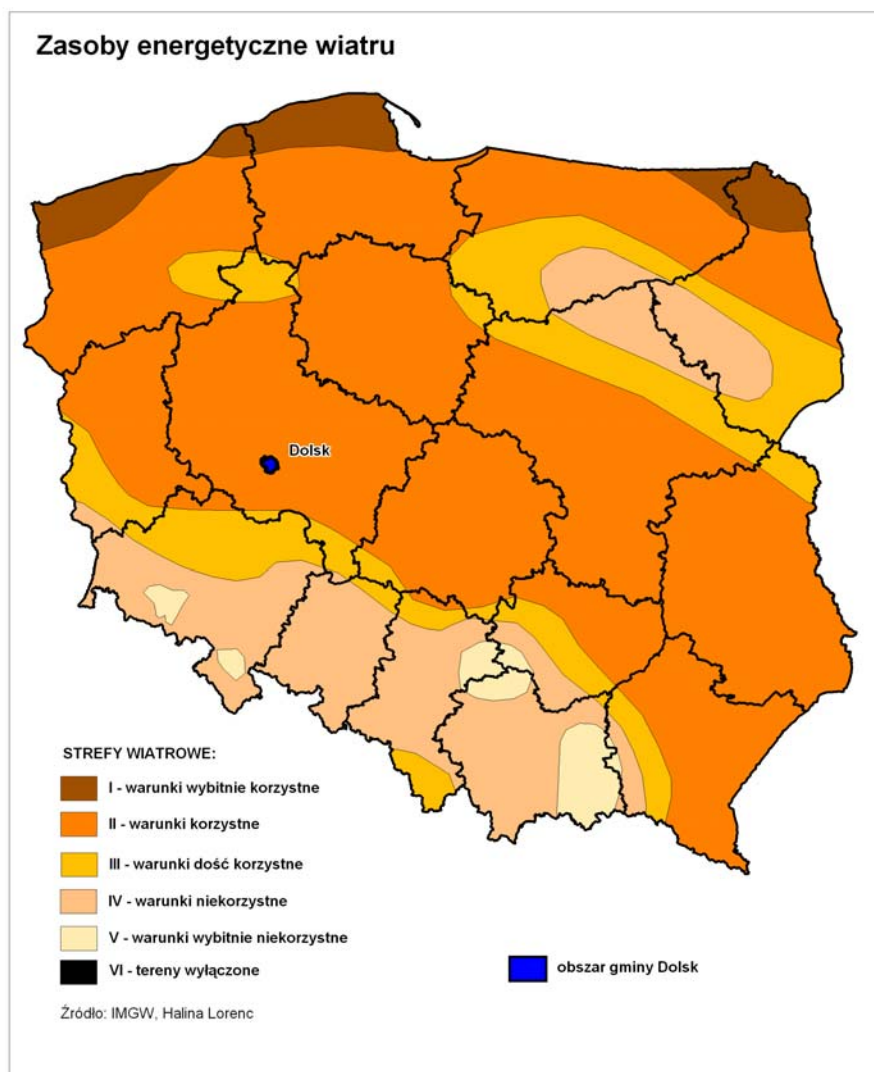 Zasoby energetyczne wiatru
Dolsk
STREFY WIATROWE:
I - warunki wybitnie korzystne
II - warunki korzystne
III - warunki dość korzystne
IV - warunki niekorzystne
V - warunki wybitnie niekorzystne
VI - tereny wyłączone
obszar gminy Dolsk
Źródło: IMGW, Halina Lorenc